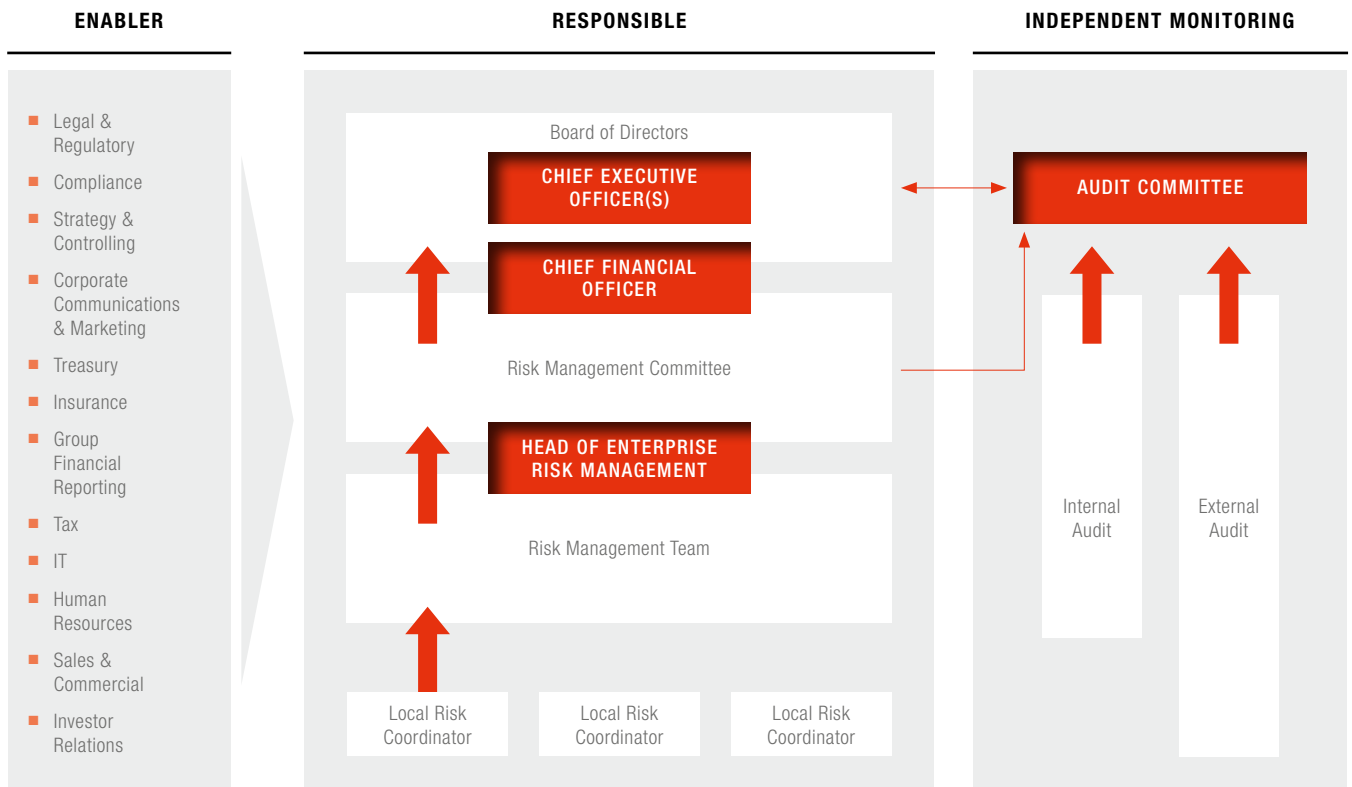 ENABLER
Legal &
Regulatory
Compliance
Strategy &
Controlling
Corporate
Communications
& Marketing
Treasury
Insurance
Group
Financial
Reporting
Tax
IT
Human
Resources
Sales &
Commercial
Investor
Relations
RESPONSIBLE
Board of Directors
CHIEF EXECUTIVE
OFFICER(S)
CHIEF FINANCIAL
OFFICER
Risk Management Committee
HEAD OF ENTERPRISE
RISK MANAGEMENT
Risk Management Team
Local Risk
Coordinator
Local Risk
Coordinator
Local Risk
Coordinator
INDEPENDENT MONITORING
AUDIT COMMITTEE
Internal
Audit
External
Audit